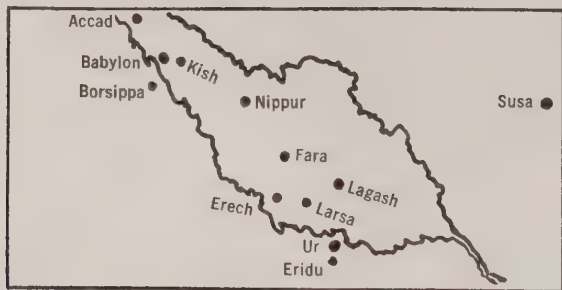 Accad
Babylon
Kish
Borsippa
Nippur
Susa
Fara
Lagash
Erech
Larsa
Ur
Eridu